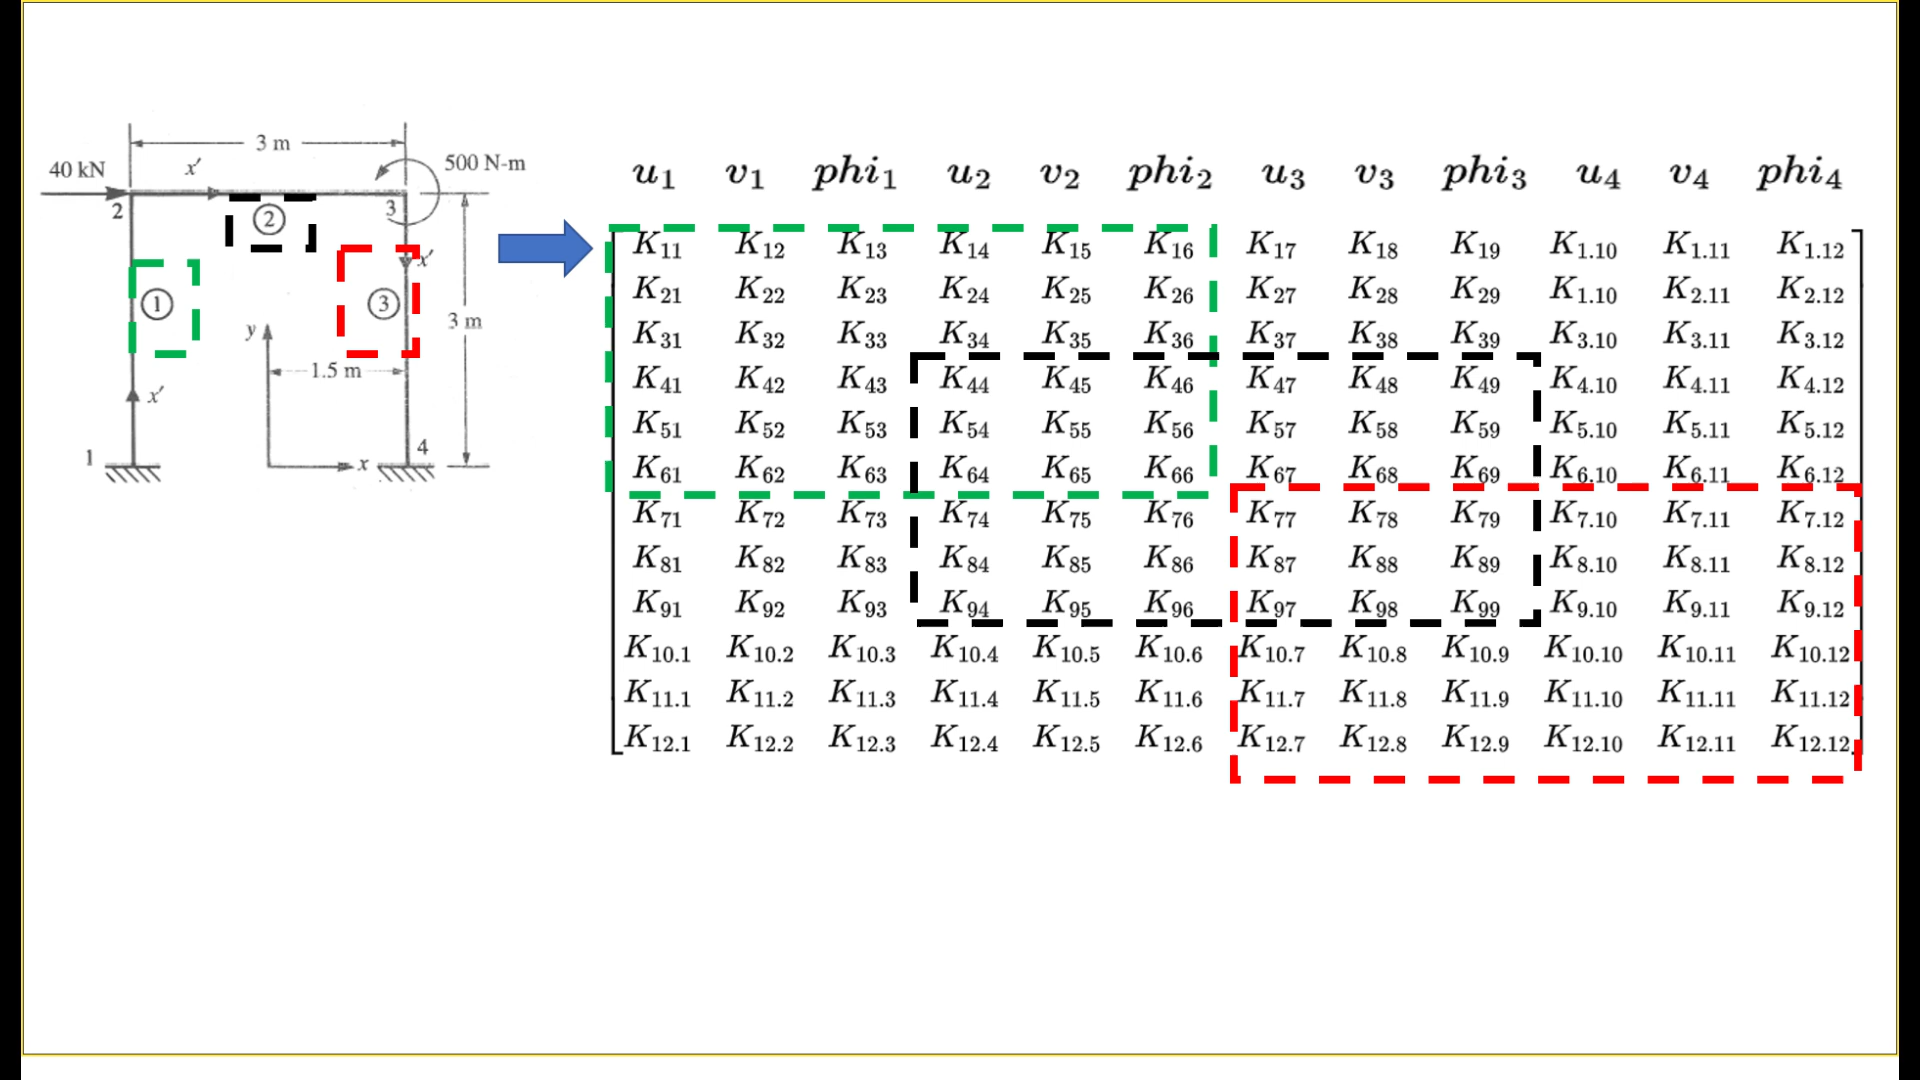 3 m
40 kN
x′
500 N-m
2
②
3
x′
①
③
3 m
y
1.5 m
x′
1
x
4
u₁ v₁ phi₁ u₂ v₂ phi₂ u₃ v₃ phi₃ u₄ v₄ phi₄
K₁₁ K₁₂ K₁₃ K₁₄ K₁₅ K₁₆ K₁₇ K₁₈ K₁₉ K₁.₁₀ K₁.₁₁ K₁.₁₂
K₂₁ K₂₂ K₂₃ K₂₄ K₂₅ K₂₆ K₂₇ K₂₈ K₂₉ K₁.₁₀ K₂.₁₁ K₂.₁₂
K₃₁ K₃₂ K₃₃ K₃₄ K₃₅ K₃₆ K₃₇ K₃₈ K₃₉ K₃.₁₀ K₃.₁₁ K₃.₁₂
K₄₁ K₄₂ K₄₃ K₄₄ K₄₅ K₄₆ K₄₇ K₄₈ K₄₉ K₄.₁₀ K₄.₁₁ K₄.₁₂
K₅₁ K₅₂ K₅₃ K₅₄ K₅₅ K₅₆ K₅₇ K₅₈ K₅₉ K₅.₁₀ K₅.₁₁ K₅.₁₂
K₆₁ K₆₂ K₆₃ K₆₄ K₆₅ K₆₆ K₆₇ K₆₈ K₆₉ K₆.₁₀ K₆.₁₁ K₆.₁₂
K₇₁ K₇₂ K₇₃ K₇₄ K₇₅ K₇₆ K₇₇ K₇₈ K₇₉ K₇.₁₀ K₇.₁₁ K₇.₁₂
K₈₁ K₈₂ K₈₃ K₈₄ K₈₅ K₈₆ K₈₇ K₈₈ K₈₉ K₈.₁₀ K₈.₁₁ K₈.₁₂
K₉₁ K₉₂ K₉₃ K₉₄ K₉₅ K₉₆ K₉₇ K₉₈ K₉₉ K₉.₁₀ K₉.₁₁ K₉.₁₂
K₁₀.₁ K₁₀.₂ K₁₀.₃ K₁₀.₄ K₁₀.₅ K₁₀.₆ K₁₀.₇ K₁₀.₈ K₁₀.₉ K₁₀.₁₀ K₁₀.₁₁ K₁₀.₁₂
K₁₁.₁ K₁₁.₂ K₁₁.₃ K₁₁.₄ K₁₁.₅ K₁₁.₆ K₁₁.₇ K₁₁.₈ K₁₁.₉ K₁₁.₁₀ K₁₁.₁₁ K₁₁.₁₂
K₁₂.₁ K₁₂.₂ K₁₂.₃ K₁₂.₄ K₁₂.₅ K₁₂.₆ K₁₂.₇ K₁₂.₈ K₁₂.₉ K₁₂.₁₀ K₁₂.₁₁ K₁₂.₁₂